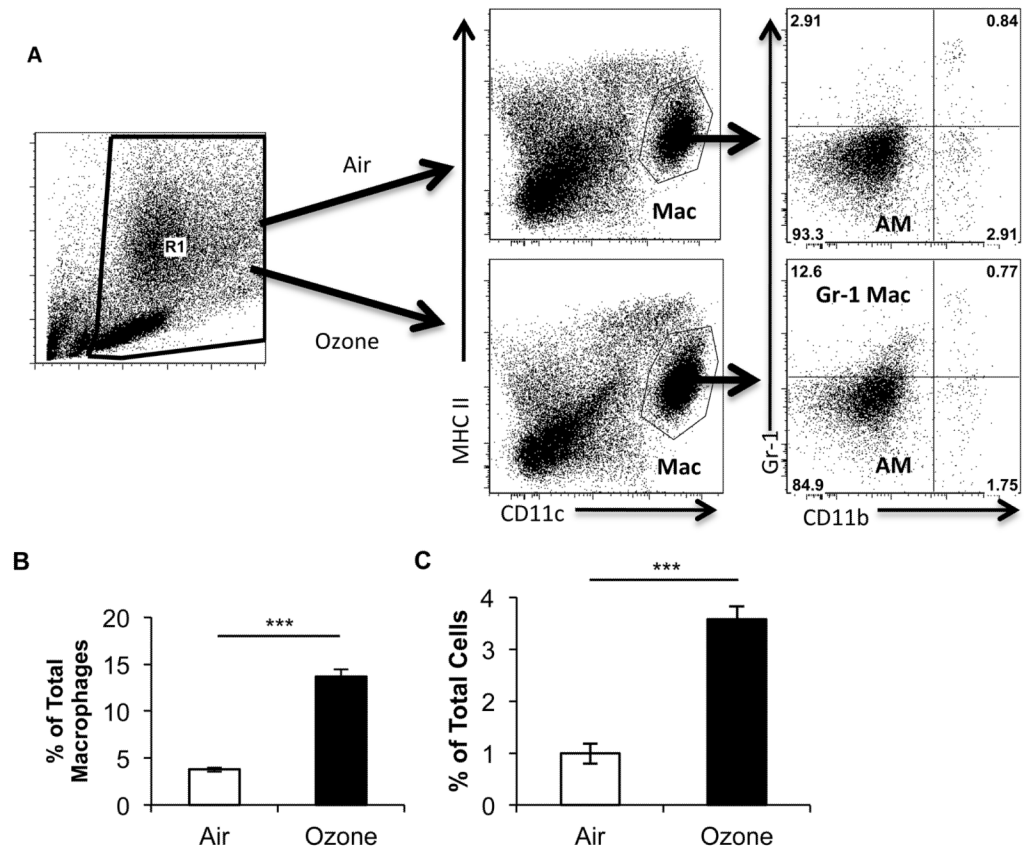 A
R1
Air
Ozone
MHC II
Mac
Mac
CD11c
2.91
0.84
AM
93.3
2.91
12.6
0.77
Gr-1 Mac
Gr-1
AM
84.9
1.75
CD11b
B
% of Total
Macrophages
20
15
10
5
0
***
Air
Ozone
C
% of Total Cells
4
3
2
1
0
***
Air
Ozone